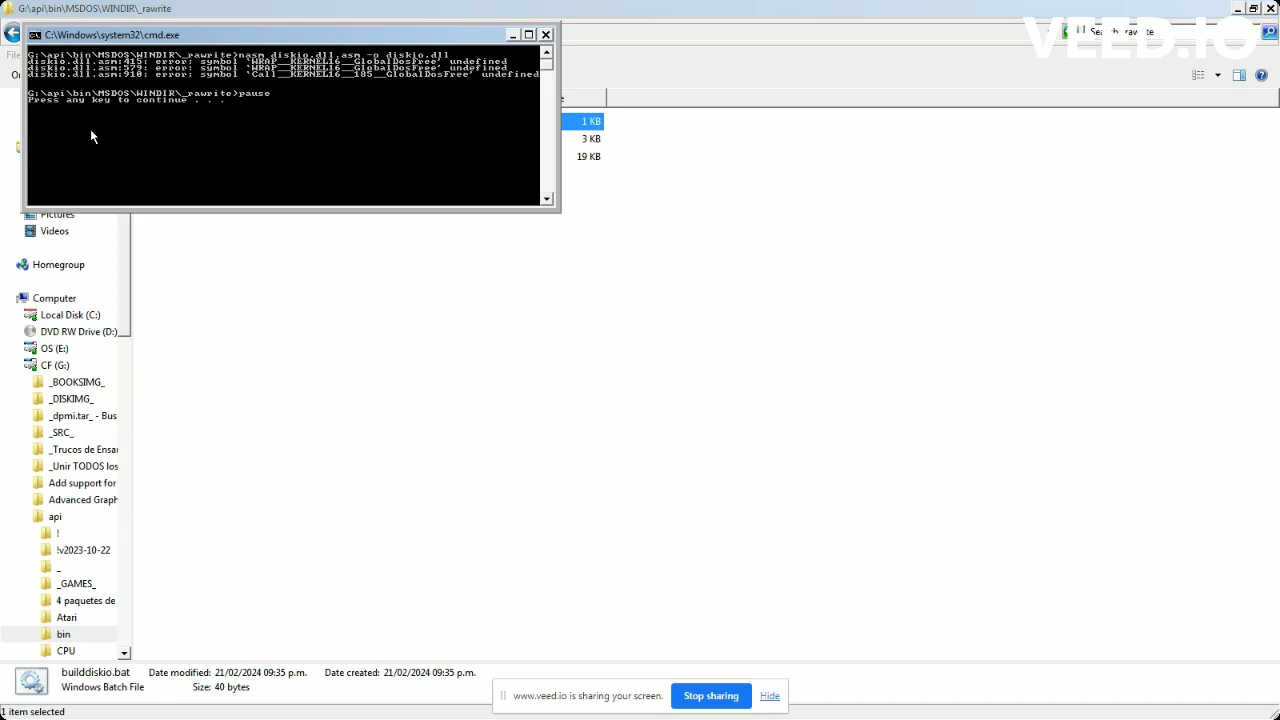 G:\api\bin\MSDOS\WINDIR\_rawrite
VEED.IO
Search _rawrite
C:\Windows\system32\cmd.exe
G:\api\bin\MSDOS\WINDIR\_rawrite>nasm diskio.dll.asm -o diskio.dll
diskio.dll.asm:415: error: symbol `WRAP__KERNEL16__GlobalDosFree' undefined
diskio.dll.asm:579: error: symbol `WRAP__KERNEL16__GlobalDosFree' undefined
diskio.dll.asm:910: error: symbol `Call__KERNEL16__185__GlobalDosFree' undefined
G:\api\bin\MSDOS\WINDIR\_rawrite>pause
Press any key to continue . . .
1 KB
3 KB
19 KB
Pictures
Videos
Homegroup
Computer
Local Disk (C:)
DVD RW Drive (D:)
OS (E:)
CF (G:)
_BOOKSIMG_
_DISKIMG_
_dpmi.tar_ - Bus
_SRC_
_Trucos de Ensar
_Unir TODOS los
Add support for
Advanced Graph
api
!
!v2023-10-22
_
_GAMES_
4 paquetes de
Atari
bin
CPU
builddiskio.bat Date modified: 21/02/2024 09:35 p.m. Date created: 21/02/2024 09:35 p.m.
Windows Batch File Size: 40 bytes
www.veed.io is sharing your screen. Stop sharing Hide
1 item selected